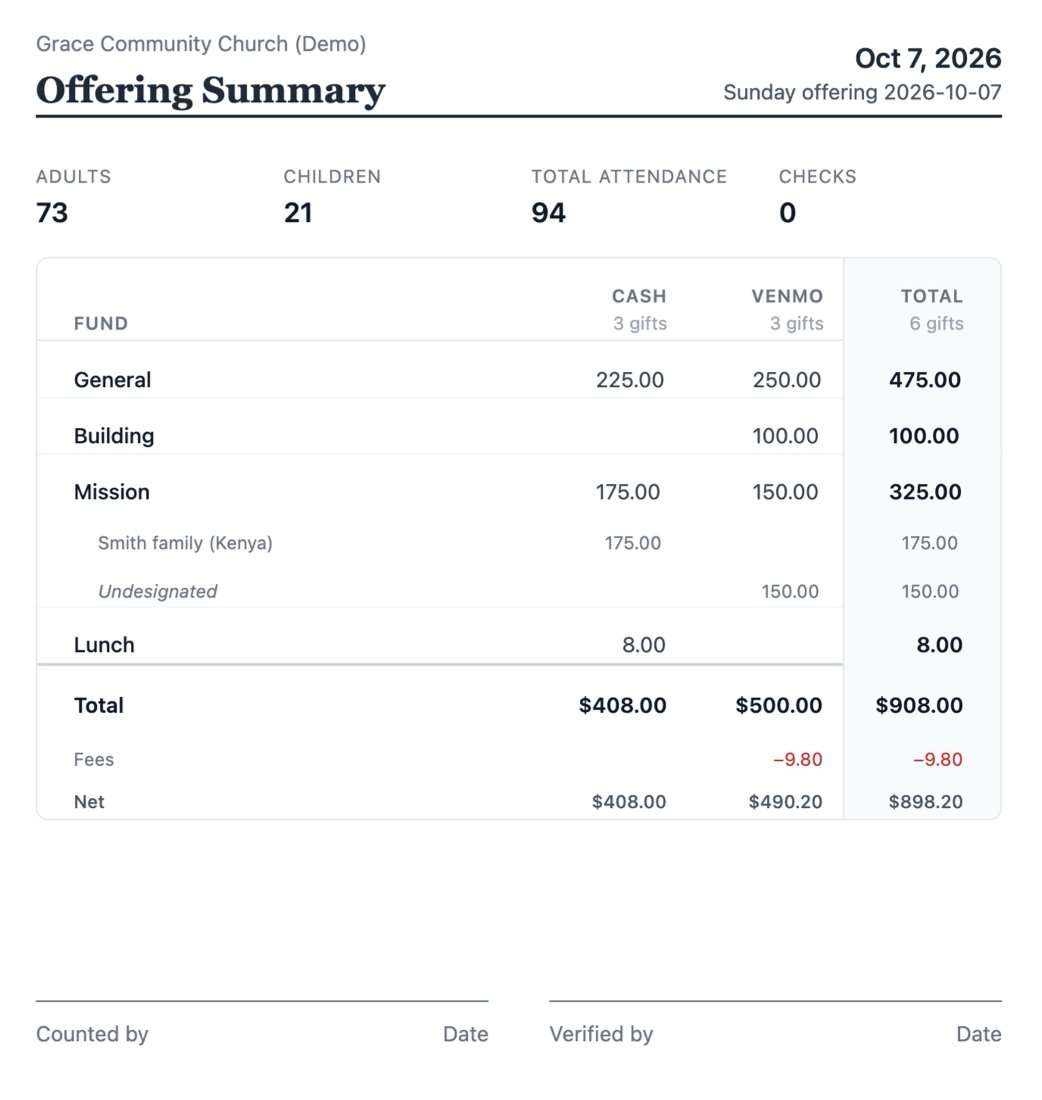 Grace Community Church (Demo)
Offering Summary
Oct 7, 2026
Sunday offering 2026-10-07
ADULTS CHILDREN TOTAL ATTENDANCE CHECKS
73 21 94 0
CASH VENMO TOTAL
FUND 3 gifts 3 gifts 6 gifts
General 225.00 250.00 475.00
Building 100.00 100.00
Mission 175.00 150.00 325.00
Smith family (Kenya) 175.00 175.00
Undesignated 150.00 150.00
Lunch 8.00 8.00
Total $408.00 $500.00 $908.00
Fees –9.80 –9.80
Net $408.00 $490.20 $898.20
Counted by Date Verified by Date